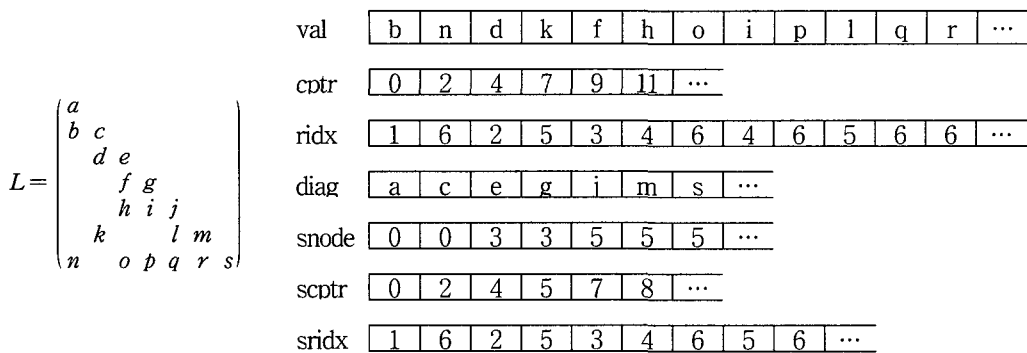 val b n d k f h o i p l q r ...
cptr 0 2 4 7 9 11 ...
ridx 1 6 2 5 3 4 6 4 6 5 6 6 ...
diag a c e g j m s ...
snode 0 0 3 3 5 5 5 ...
scptr 0 2 4 5 7 8 ...
sridx 1 6 2 5 3 4 6 5 6 ...
L=
a
b c
d e
f g
h i j
k l m
n o p q r s